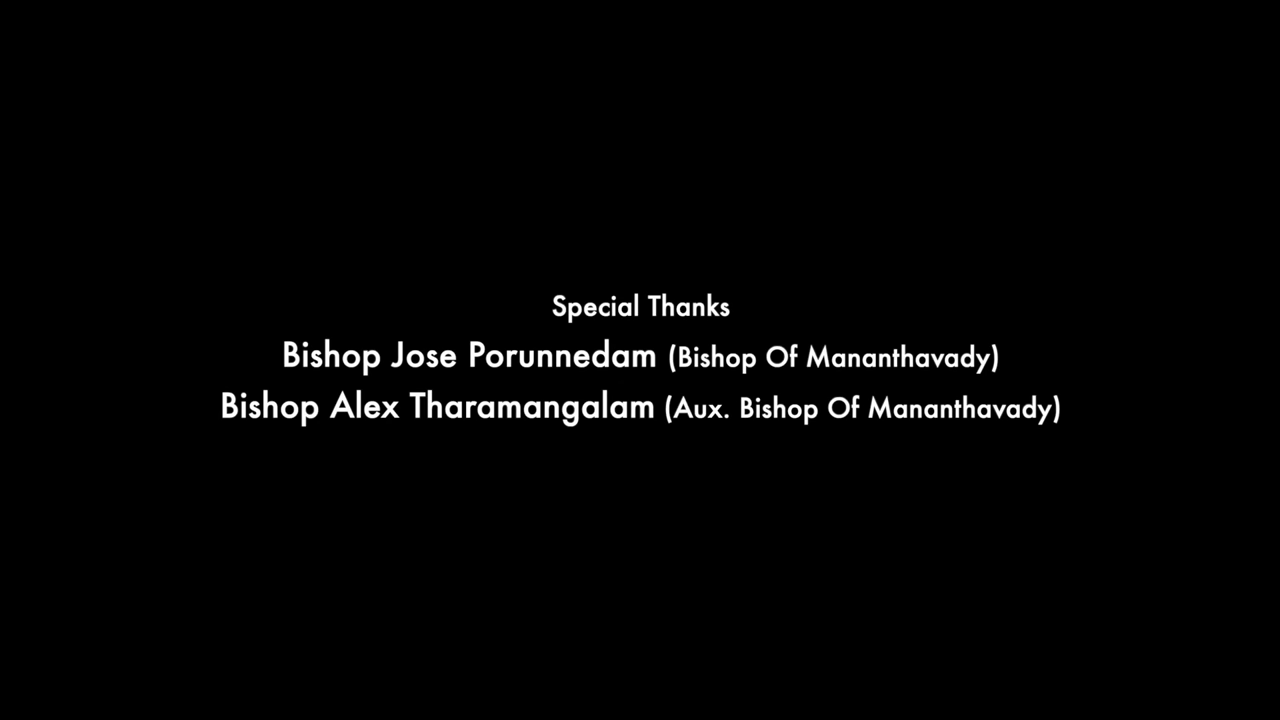 Special Thanks
Bishop Jose Porunnedam (Bishop Of Mananthavady)
Bishop Alex Tharamangalam (Aux. Bishop Of Mananthavady)